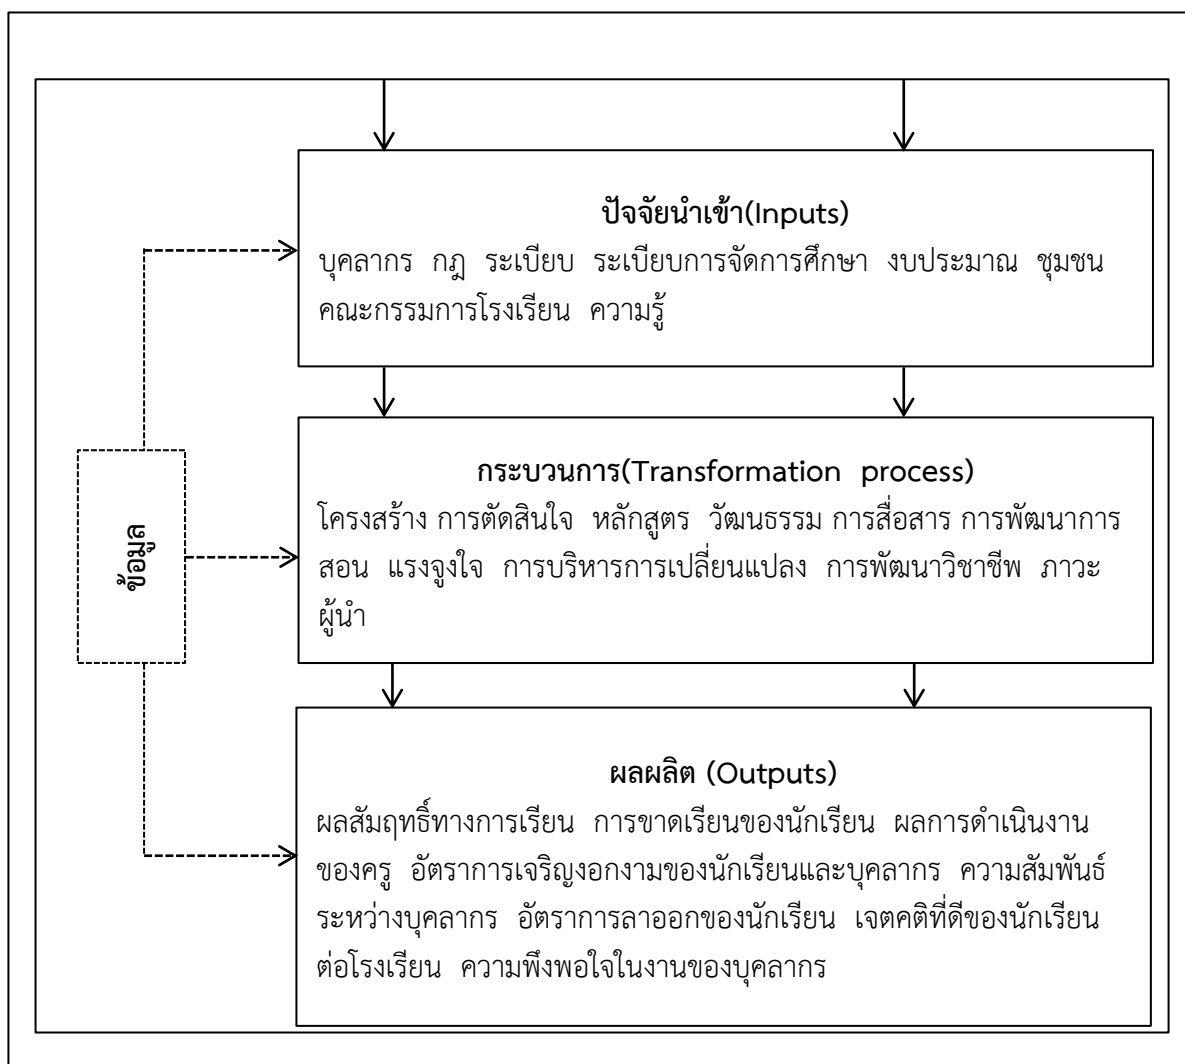 ปัจจัยนำเข้า(Inputs)
บุคลากร กฎ ระเบียบ ระเบียบการจัดการศึกษา งบประมาณ ชุมชน
คณะกรรมการโรงเรียน ความรู้
กระบวนการ(Transformation process)
โครงสร้าง การตัดสินใจ หลักสูตร วัฒนธรรม การสื่อสาร การพัฒนาการ
สอน แรงจูงใจ การบริหารการเปลี่ยนแปลง การพัฒนาวิชาชีพ ภาวะ
ผู้นำ
ข้อมูล
ผลผลิต (Outputs)
ผลสัมฤทธิ์ทางการเรียน การขาดเรียนของนักเรียน ผลการดำเนินงาน
ของครู อัตราการเจริญงอกงามของนักเรียนและบุคลากร ความสัมพันธ์
ระหว่างบุคลากร อัตราการลาออกของนักเรียน เจตคติที่ดีของนักเรียน
ต่อโรงเรียน ความพึงพอใจในงานของบุคลากร